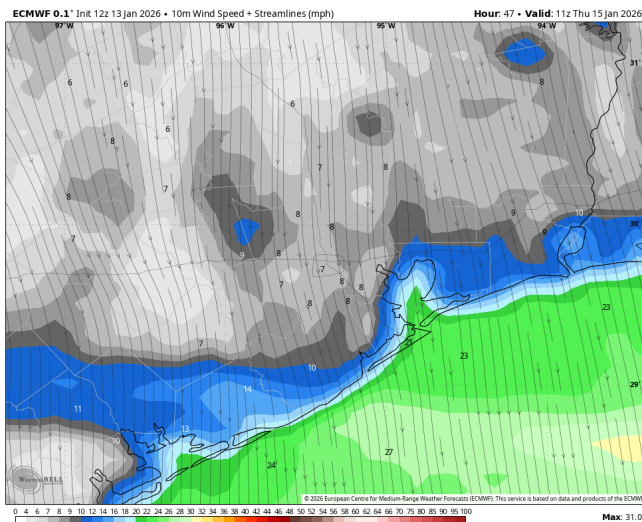 ECMWF 0.1° Init 12z 13 Jan 2026 • 10m Wind Speed + Streamlines (mph)
Hour: 47 • Valid: 11z Thu 15 Jan 2026
97°W 96°W 95°W 94°W
31°
6 6 8
6
6
8
7 8
7
8
8 9 10
8 30°
7 9
9 8
7
8 8
7 8 8
23
7 21
23
10
29°
14
11
13
10
27
24
WeatherBELL
© 2026 European Centre for Medium-Range Weather Forecasts (ECMWF). This service is based on data and products of the ECMWF
0 4 6 7 8 9 10 12 14 16 18 20 22 24 26 28 30 32 34 36 38 40 42 44 46 48 50 52 54 56 58 60 62 64 66 68 70 75 80 85 90 95 100
Max: 31.0